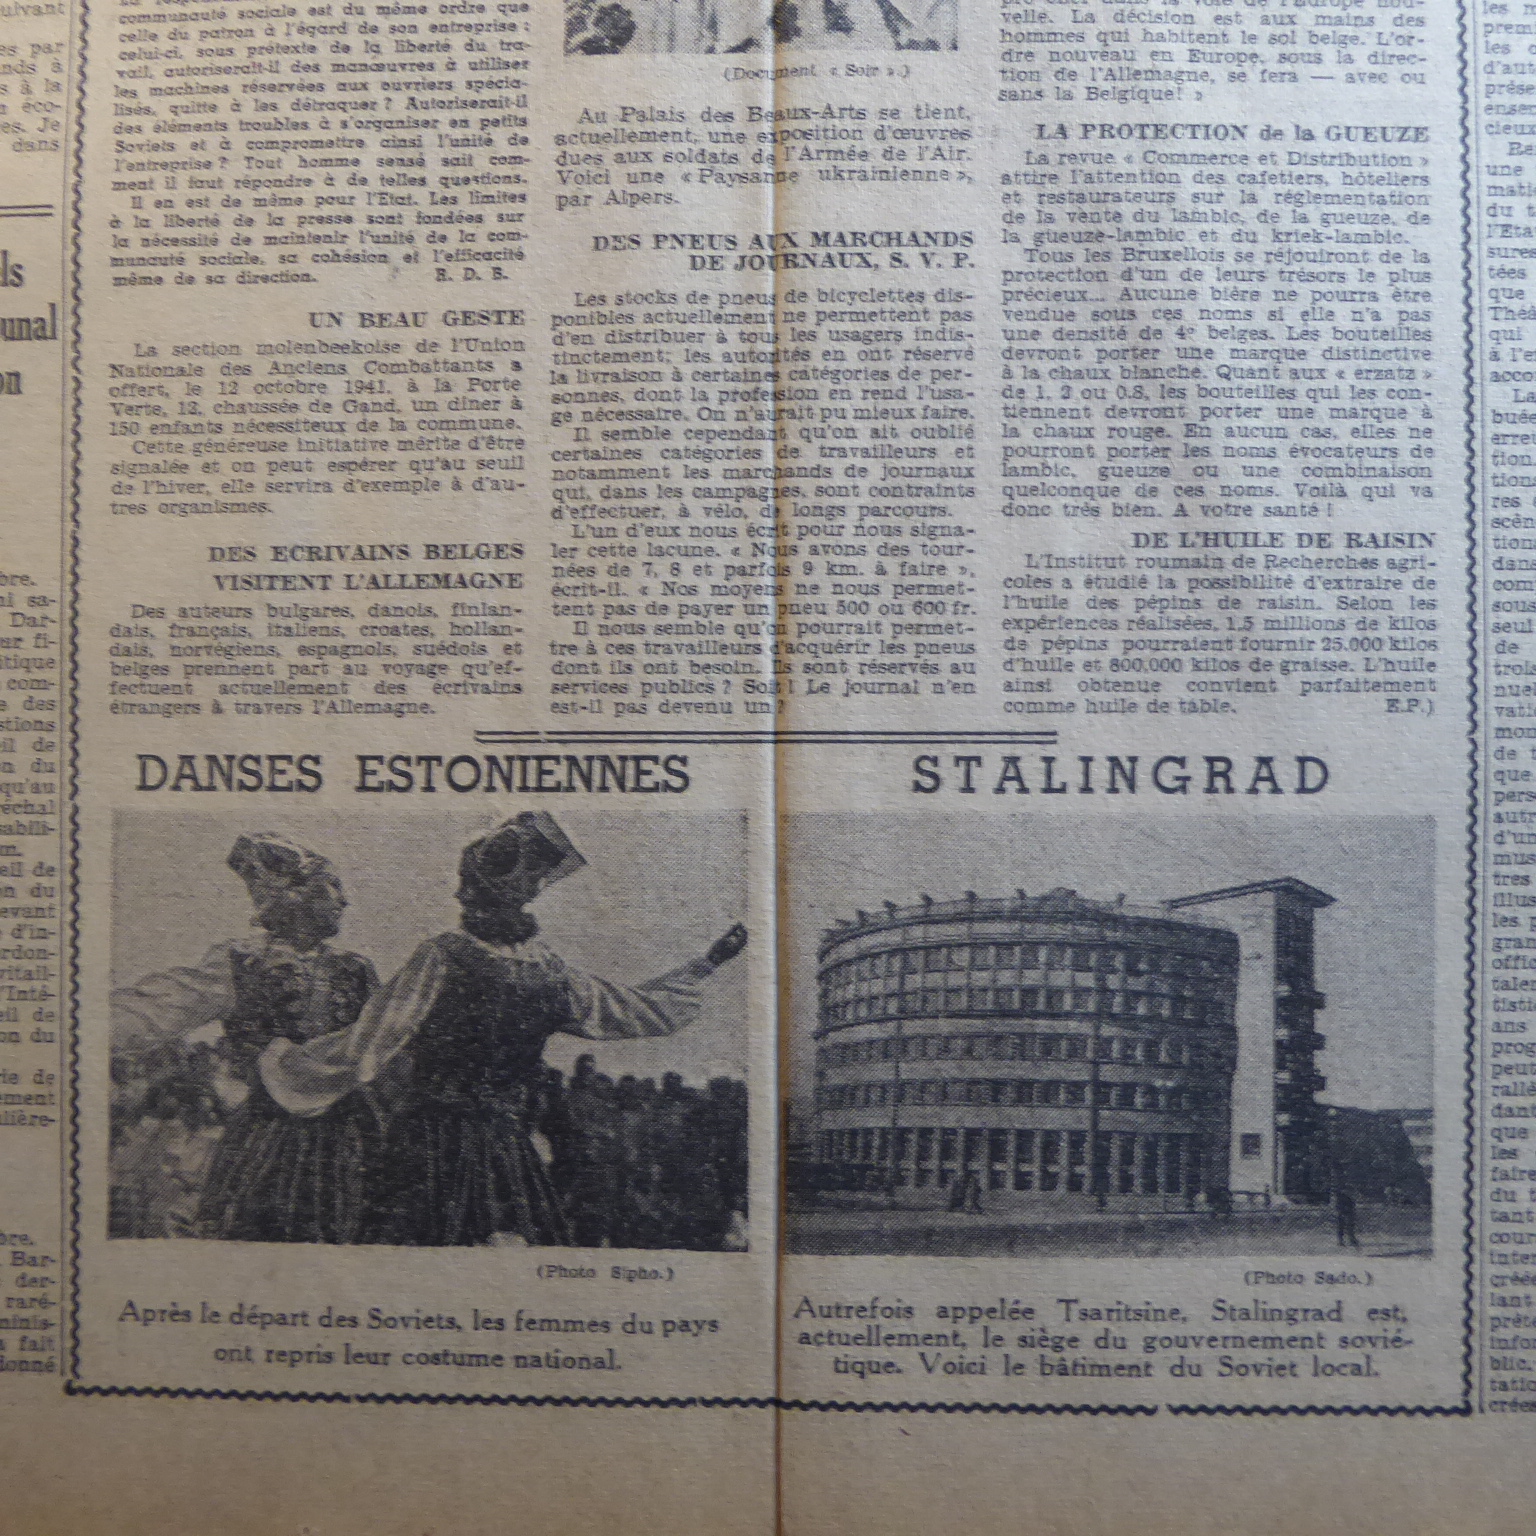 communauté sociale est du même ordre que
celle du patron à l'égard de son entreprise ;
celui-ci, sous prétexte de la liberté du tra-
vail, autoriserait-il des manœuvres à utiliser
les machines réservées aux ouvriers spécia-
lisés, quitte à les détraquer ? Autoriserait-il
des éléments troubles à s'organiser en petits
Soviets et à compromettre ainsi l'unité de
l'entreprise ? Tout homme sensé sait com-
ment il faut répondre à de telles questions.
Il en est de même pour l'Etat. Les limites
à la liberté de la presse sont fondées sur
la nécessité de maintenir l'unité de la com-
munauté sociale, sa cohésion et l'efficacité
même de sa direction. R. D. B.
UN BEAU GESTE
La section molenbeekoise de l'Union
Nationale des Anciens Combattants a
offert, le 12 octobre 1941, à la Porte
Verte, 12, chaussée de Gand, un dîner à
150 enfants nécessiteux de la commune.
Cette généreuse initiative mérite d'être
signalée et on peut espérer qu'au seuil
de l'hiver, elle servira d'exemple à d'au-
tres organismes.
DES ECRIVAINS BELGES
VISITENT L'ALLEMAGNE
Des auteurs bulgares, danois, finlan-
dais, français, italiens, croates, hollan-
dais, norvégiens, espagnols, suédois et
belges prennent part au voyage qu'ef-
fectuent actuellement des écrivains
étrangers à travers l'Allemagne.
(Document « Soir ».)
Au Palais des Beaux-Arts se tient,
actuellement, une exposition d'œuvres
dues aux soldats de l'Armée de l'Air.
Voici une « Paysanne ukrainienne »,
par Alpers.
DES PNEUS AUX MARCHANDS
DE JOURNAUX, S. V. P.
Les stocks de pneus de bicyclettes dis-
ponibles actuellement ne permettent pas
d'en distribuer à tous les usagers indis-
tinctement; les autorités en ont réservé
la livraison à certaines catégories de per-
sonnes, dont la profession en rend l'usa-
ge nécessaire. On n'aurait pu mieux faire.
Il semble cependant qu'on ait oublié
certaines catégories de travailleurs et
notamment les marchands de journaux
qui, dans les campagnes, sont contraints
d'effectuer, à vélo, de longs parcours.
L'un d'eux nous écrit pour nous signa-
ler cette lacune. « Nous avons des tour-
nées de 7, 8 et parfois 9 km. à faire »,
écrit-il. « Nos moyens ne nous permet-
tent pas de payer un pneu 500 ou 600 fr.
Il nous semble qu'on pourrait permet-
tre à ces travailleurs d'acquérir les pneus
dont ils ont besoin. Ils sont réservés au
services publics ? Soit ! Le journal n'en
est-il pas devenu un ?
velle. La décision est aux mains des
hommes qui habitent le sol belge. L'or-
dre nouveau en Europe, sous la direc-
tion de l'Allemagne, se fera — avec ou
sans la Belgique! »
LA PROTECTION de la GUEUZE
La revue « Commerce et Distribution »
attire l'attention des cafetiers, hôteliers
et restaurateurs sur la réglementation
de la vente du lambic, de la gueuze, de
la gueuze-lambic et du kriek-lambic.
Tous les Bruxellois se réjouiront de la
protection d'un de leurs trésors le plus
précieux... Aucune bière ne pourra être
vendue sous ces noms si elle n'a pas
une densité de 4° belges. Les bouteilles
devront porter une marque distinctive
à la chaux blanche. Quant aux « erzatz »
de 1, 2 ou 0.8, les bouteilles qui les con-
tiennent devront porter une marque à
la chaux rouge. En aucun cas, elles ne
pourront porter les noms évocateurs de
lambic, gueuze ou une combinaison
quelconque de ces noms. Voilà qui va
donc très bien. A votre santé !
DE L'HUILE DE RAISIN
L'Institut roumain de Recherches agri-
coles a étudié la possibilité d'extraire de
l'huile des pépins de raisin. Selon les
expériences réalisées, 1,5 millions de kilos
de pépins pourraient fournir 25.000 kilos
d'huile et 800.000 kilos de graisse. L'huile
ainsi obtenue convient parfaitement
comme huile de table. E.P.)
DANSES ESTONIENNES
(Photo Sipho.)
Après le départ des Soviets, les femmes du pays
ont repris leur costume national.
STALINGRAD
(Photo Sado.)
Autrefois appelée Tsaritsine, Stalingrad est,
actuellement, le siège du gouvernement sovié-
tique. Voici le bâtiment du Soviet local.